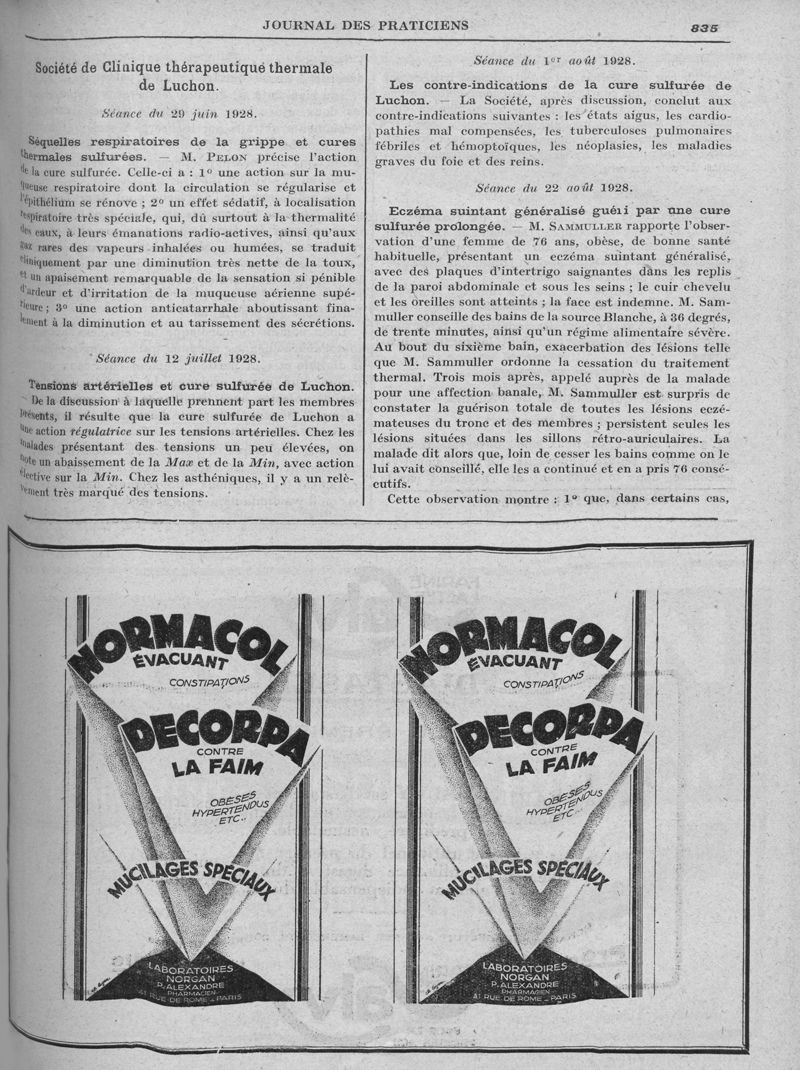 JOURNAL DES PRATICIENS
835
Société de Clinique thérapeutique thermale
de Luchon.
Séance du 29 juin 1928.
Séquelles respiratoires de la grippe et cures
thermales sulfurées. — M. PELON précise l'action
de la cure sulfurée. Celle-ci a : 1º une action sur la mu-
queuse respiratoire dont la circulation se régularise et
l'épithélium se rénove ; 2º un effet sédatif, à localisation
respiratoire très spéciale, qui, dû surtout à la thermalité
des eaux, à leurs émanations radio-actives, ainsi qu'aux
gaz rares des vapeurs inhalées ou humées, se traduit
cliniquement par une diminution très nette de la toux,
et un apaisement remarquable de la sensation si pénible
d'ardeur et d'irritation de la muqueuse aérienne supé-
rieure ; 3º une action anticatarrhale aboutissant fina-
lement à la diminution et au tarissement des sécrétions.
Séance du 12 juillet 1928.
Tensions artérielles et cure sulfurée de Luchon.
— De la discussion à laquelle prennent part les membres
présents, il résulte que la cure sulfurée de Luchon a
une action régulatrice sur les tensions artérielles. Chez les
malades présentant des tensions un peu élevées, on
note un abaissement de la Max et de la Min, avec action
élective sur la Min. Chez les asthéniques, il y a un relè-
vement très marqué des tensions.
Séance du 1er août 1928.
Les contre-indications de la cure sulfurée de
Luchon. — La Société, après discussion, conclut aux
contre-indications suivantes : les états aigus, les cardio-
pathies mal compensées, les tuberculoses pulmonaires
fébriles et hémoptoïques, les néoplasies, les maladies
graves du foie et des reins.
Séance du 22 août 1928.
Eczéma suintant généralisé guéri par une cure
sulfurée prolongée. — M. SAMMULLER rapporte l'obser-
vation d'une femme de 76 ans, obèse, de bonne santé
habituelle, présentant un eczéma suintant généralisé,
avec des plaques d'intertrigo saignantes dans les replis
de la paroi abdominale et sous les seins ; le cuir chevelu
et les oreilles sont atteints ; la face est indemne. M. Sam-
muller conseille des bains de la source Blanche, à 36 degrés,
de trente minutes, ainsi qu'un régime alimentaire sévère.
Au bout du sixième bain, exacerbation des lésions telle
que M. Sammuller ordonne la cessation du traitement
thermal. Trois mois après, appelé auprès de la malade
pour une affection banale, M. Sammuller est surpris de
constater la guérison totale de toutes les lésions eczé-
mateuses du tronc et des membres ; persistent seules les
lésions situées dans les sillons rétro-auriculaires. La
malade dit alors que, loin de cesser les bains comme on le
lui avait conseillé, elle les a continué et en a pris 76 consé-
cutifs.
Cette observation montre : 1º que, dans certains cas,
NORMACOL
ÉVACUANT
CONSTIPATIONS
DECORPA
CONTRE
LA FAIM
OBESES
HYPERTENDUS
ETC..
MUCILAGES SPÉCIAUX
LABORATOIRES
NORGAN
P. ALEXANDRE
PHARMACIEN
41 RUE DE ROME - PARIS
NORMACOL
ÉVACUANT
CONSTIPATIONS
DECORPA
CONTRE
LA FAIM
OBESES
HYPERTENDUS
ETC..
MUCILAGES SPÉCIAUX
LABORATOIRES
NORGAN
P. ALEXANDRE
PHARMACIEN
41 RUE DE ROME - PARIS